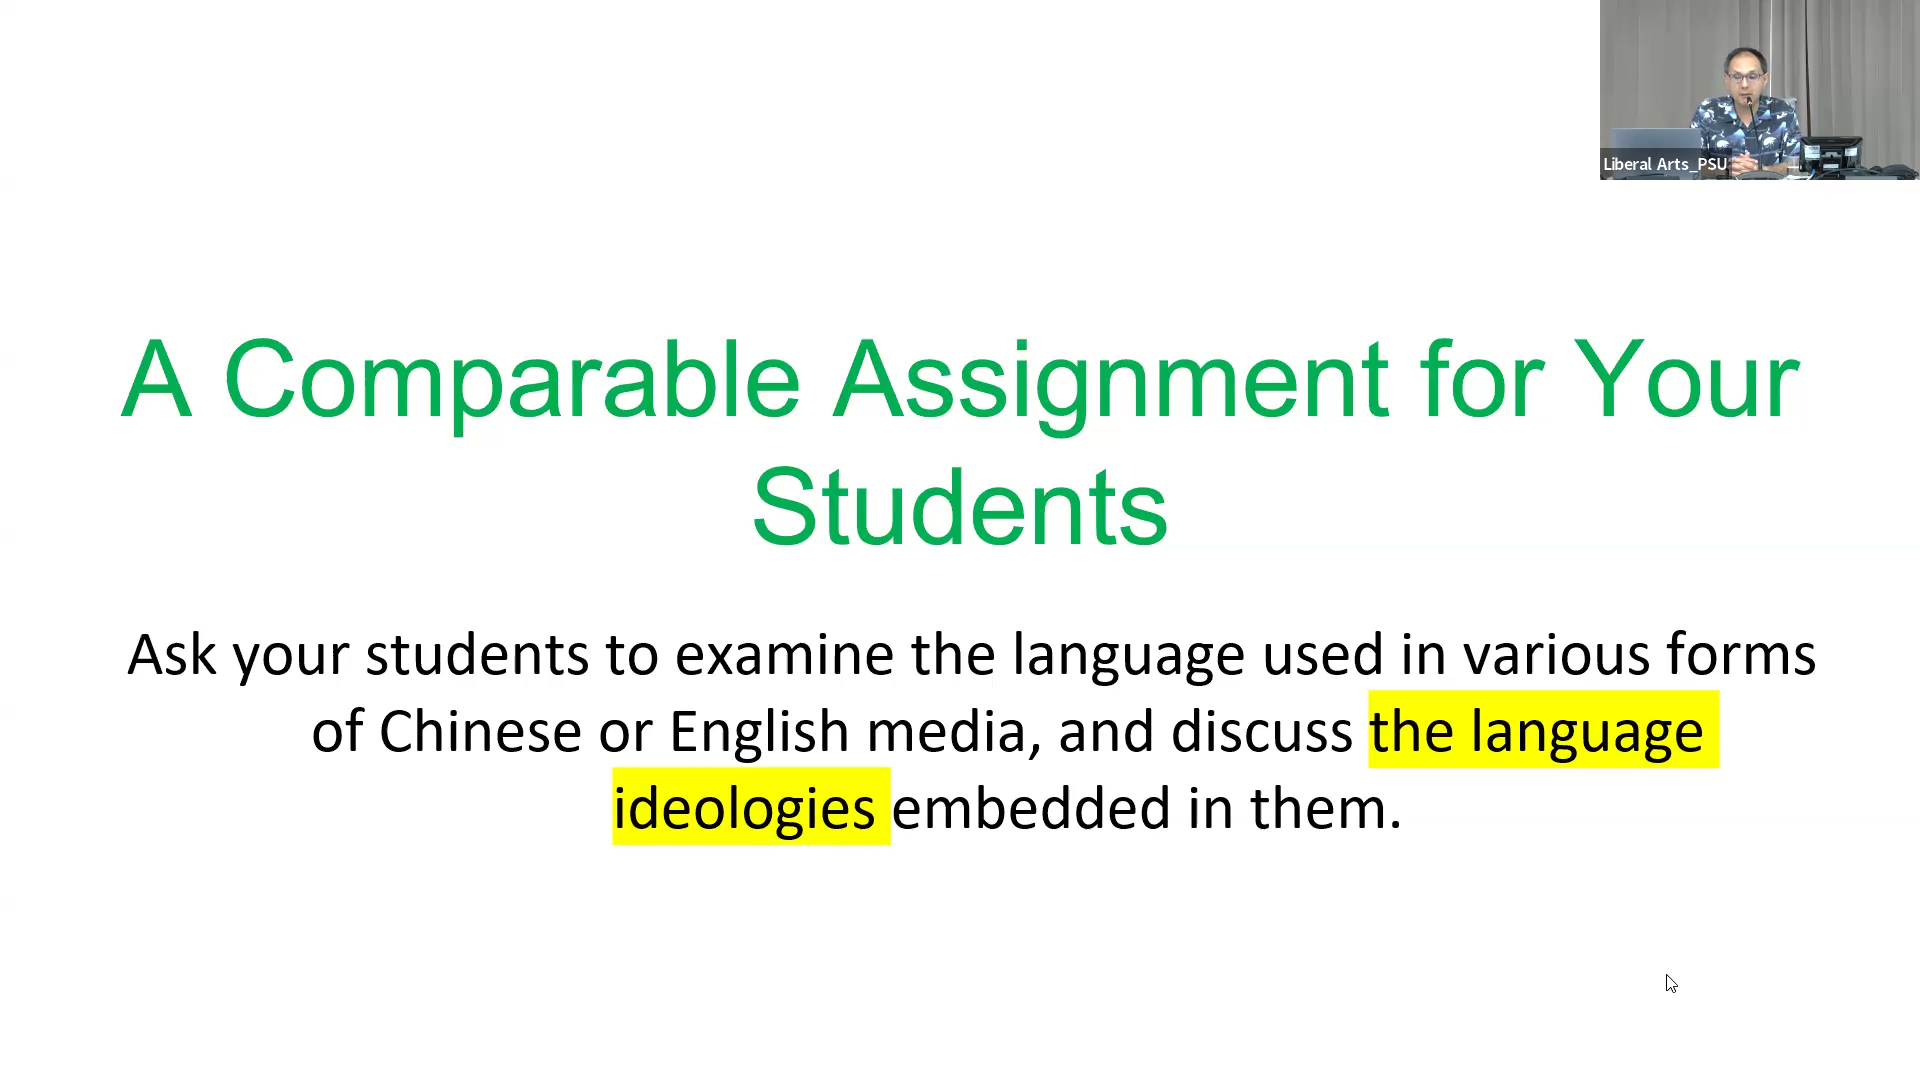 Liberal Arts_PSU
A Comparable Assignment for Your
Students
Ask your students to examine the language used in various forms
of Chinese or English media, and discuss the language
ideologies embedded in them.